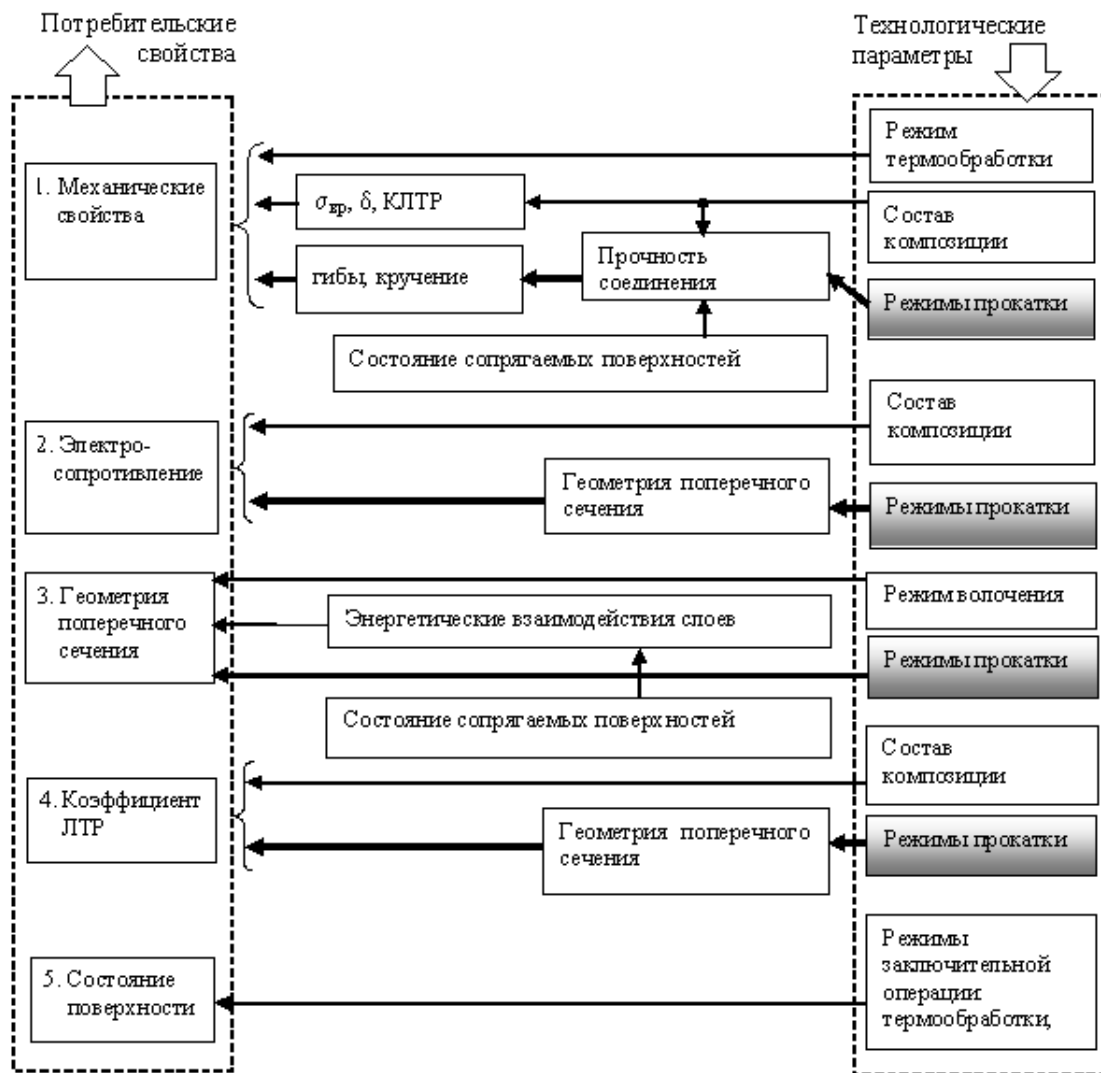 Потребительские
свойства
Технологические
параметры
1. Механические
свойства
σвр, δ, КЛТР
гибы, кручение
Прочность
соединения
Состояние сопрягаемых поверхностей
Режим
термообработки
Состав
композиции
Режимы прокатки
2. Электро-
сопротивление
Геометрия поперечного
сечения
Состав
композиции
Режимы прокатки
3. Геометрия
поперечного
сечения
Энергетические взаимодействия слоев
Состояние сопрягаемых поверхностей
Режим волочения
Режимы прокатки
4. Коэффициент
ЛТР
Геометрия поперечного
сечения
Состав
композиции
Режимы прокатки
5. Состояние
поверхности
Режимы
заключительной
операции
термообработки,